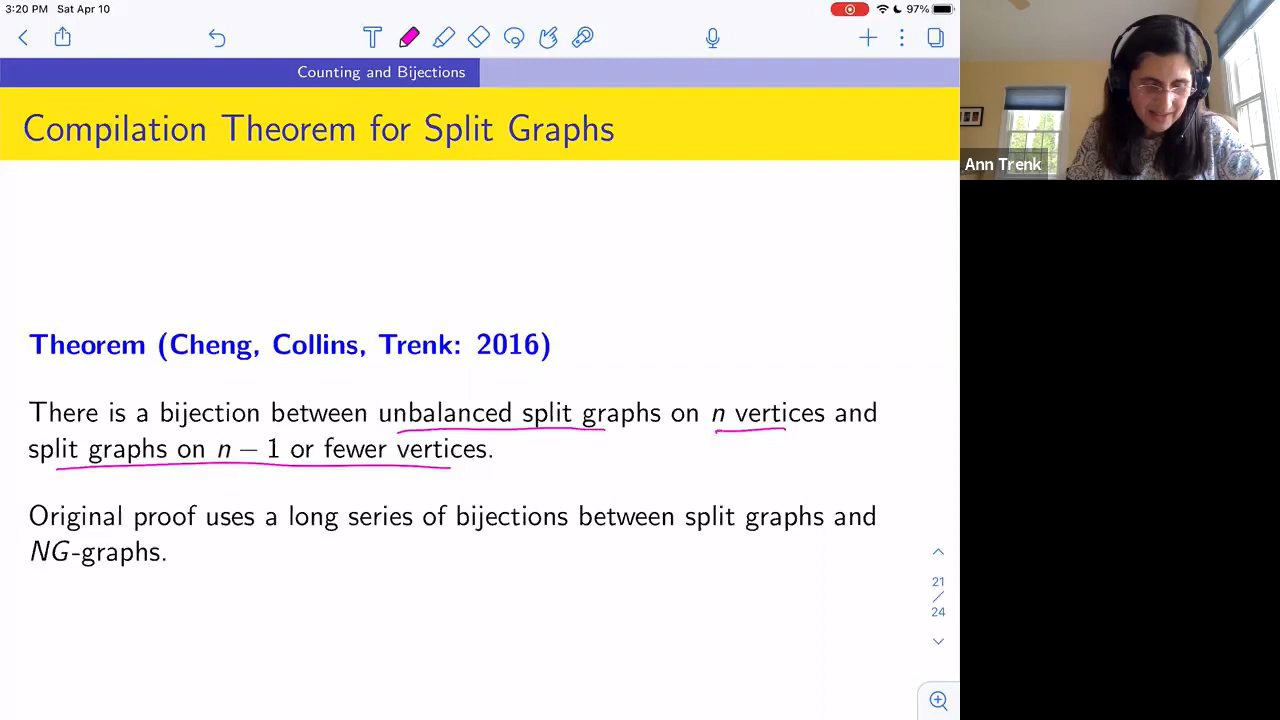 3:20 PM Sat Apr 10
97%
Counting and Bijections
Compilation Theorem for Split Graphs
Ann Trenk
Theorem (Cheng, Collins, Trenk: 2016)
There is a bijection between unbalanced split graphs on n vertices and
split graphs on n − 1 or fewer vertices.
Original proof uses a long series of bijections between split graphs and
NG-graphs.
21
/
24